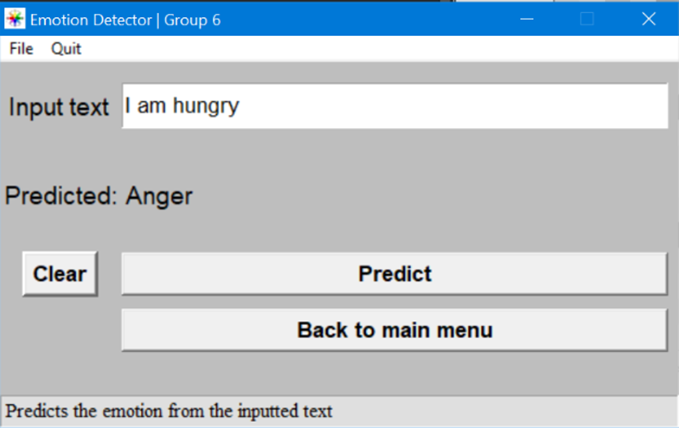 Emotion Detector | Group 6
File Quit
Input text I am hungry
Predicted: Anger
Clear Predict
Back to main menu
Predicts the emotion from the inputted text